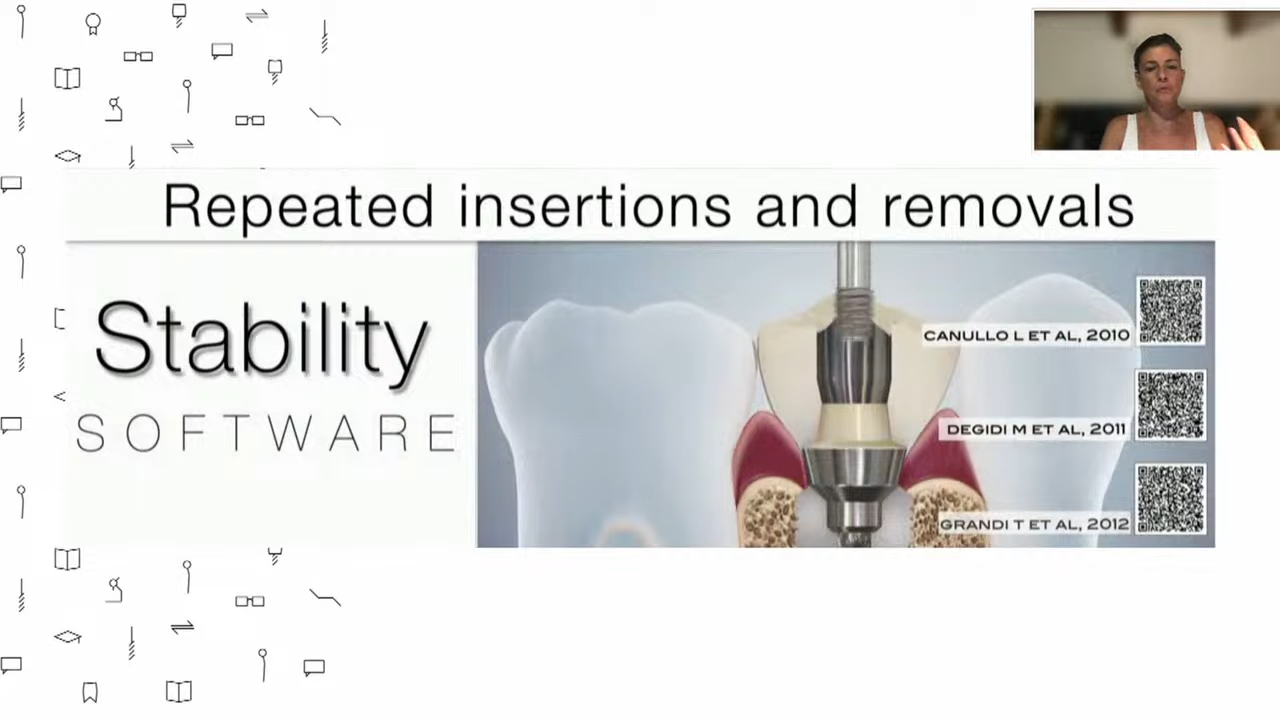 Repeated insertions and removals
Stability
SOFTWARE
CANULLO L ET AL, 2010
DEGIDI M ET AL, 2011
GRANDI T ET AL, 2012